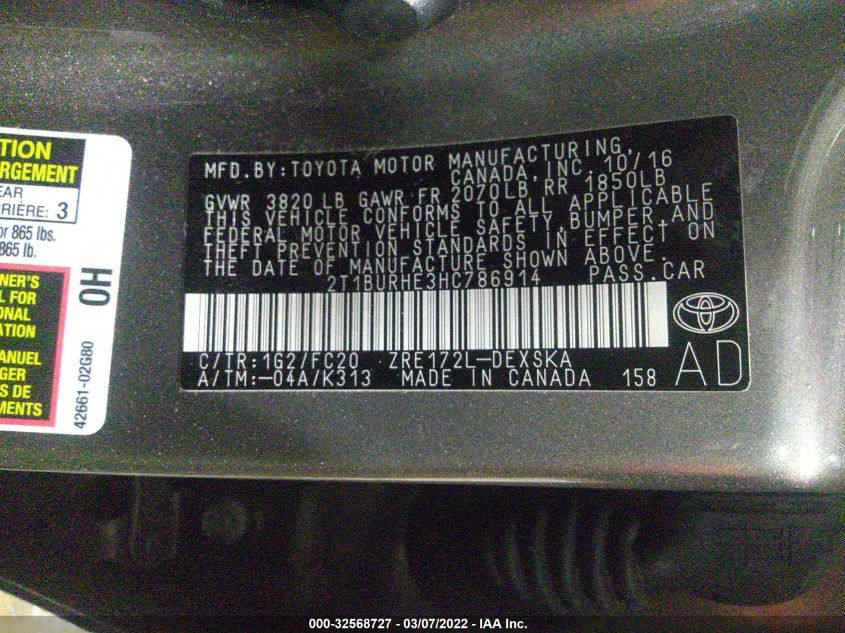 TION
ARGEMENT
EAR
RRIÈRE: 3
or 865 lbs.
865 lb.
NER'S
L FOR
ONAL
ATION
ANUEL
GER
S DE
MENTS
OH
42661-02G80
MFD. BY: TOYOTA MOTOR MANUFACTURING,
CANADA, INC. 10/16
GVWR 3820 LB GAWR FR 2070LB RR 1850LB
THIS VEHICLE CONFORMS TO ALL APPLICABLE
FEDERAL MOTOR VEHICLE SAFETY, BUMPER, AND
THEFT PREVENTION STANDARDS IN EFFECT ON
THE DATE OF MANUFACTURE SHOWN ABOVE.
2T1BURHE3HC786914 PASS.CAR
C/TR:1G2/FC20 ZRE172L-DEXSKA
A/TM:-04A/K313 MADE IN CANADA 158
AD
000-32568727 - 03/07/2022 - IAA Inc.